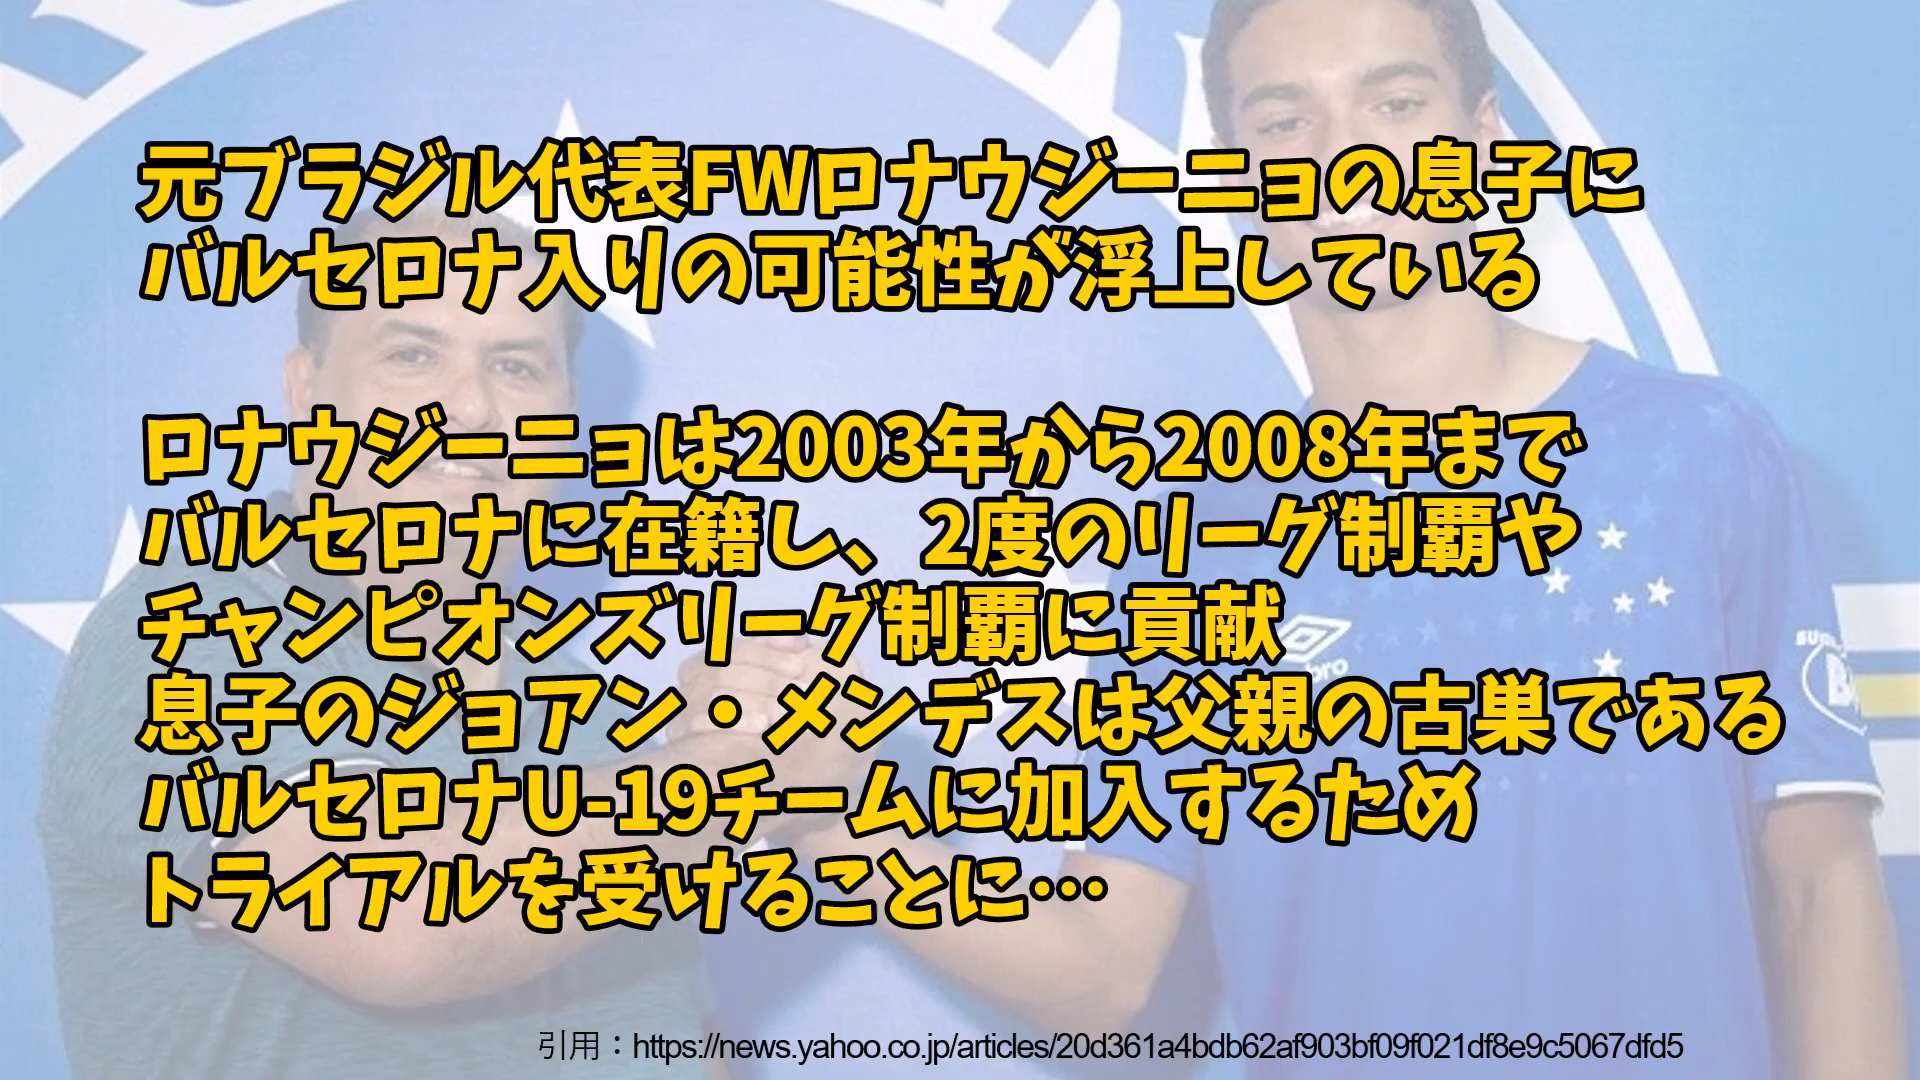 元ブラジル代表FWロナウジーニョの息子に
バルセロナ入りの可能性が浮上している
ロナウジーニョは2003年から2008年まで
バルセロナに在籍し、2度のリーグ制覇や
チャンピオンズリーグ制覇に貢献
息子のジョアン・メンデスは父親の古巣である
バルセロナU-19チームに加入するため
トライアルを受けることに…
引用：https://news.yahoo.co.jp/articles/20d361a4bdb62af903bf09f021df8e9c5067dfd5